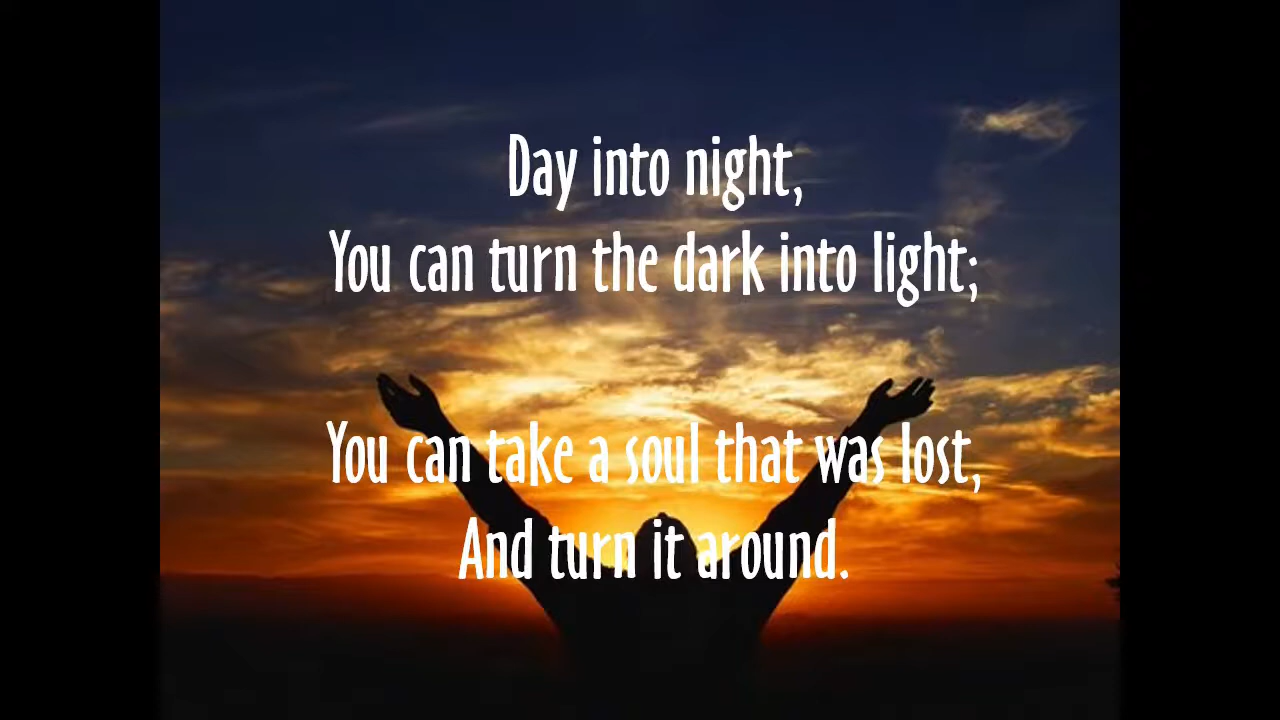 Day into night,
You can turn the dark into light;
You can take a soul that was lost,
And turn it around.